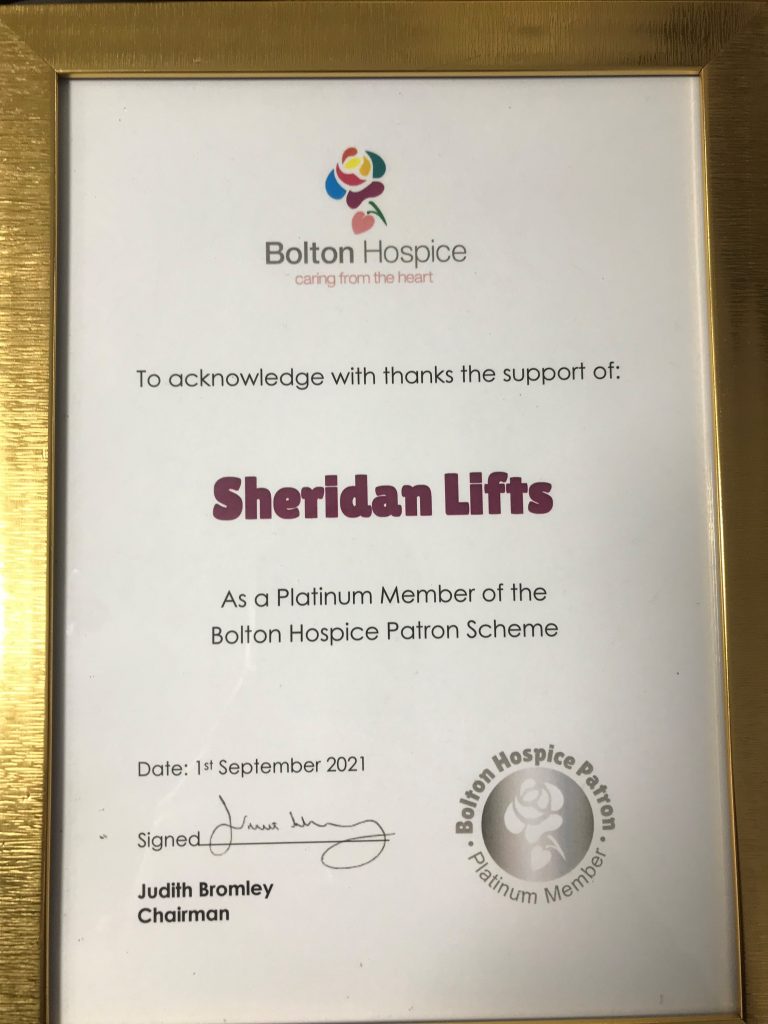 Bolton Hospice
caring from the heart
To acknowledge with thanks the support of:
Sheridan Lifts
As a Platinum Member of the
Bolton Hospice Patron Scheme
Date: 1st September 2021
Signed
Judith Bromley
Chairman
Bolton Hospice Patron
• Platinum Member •